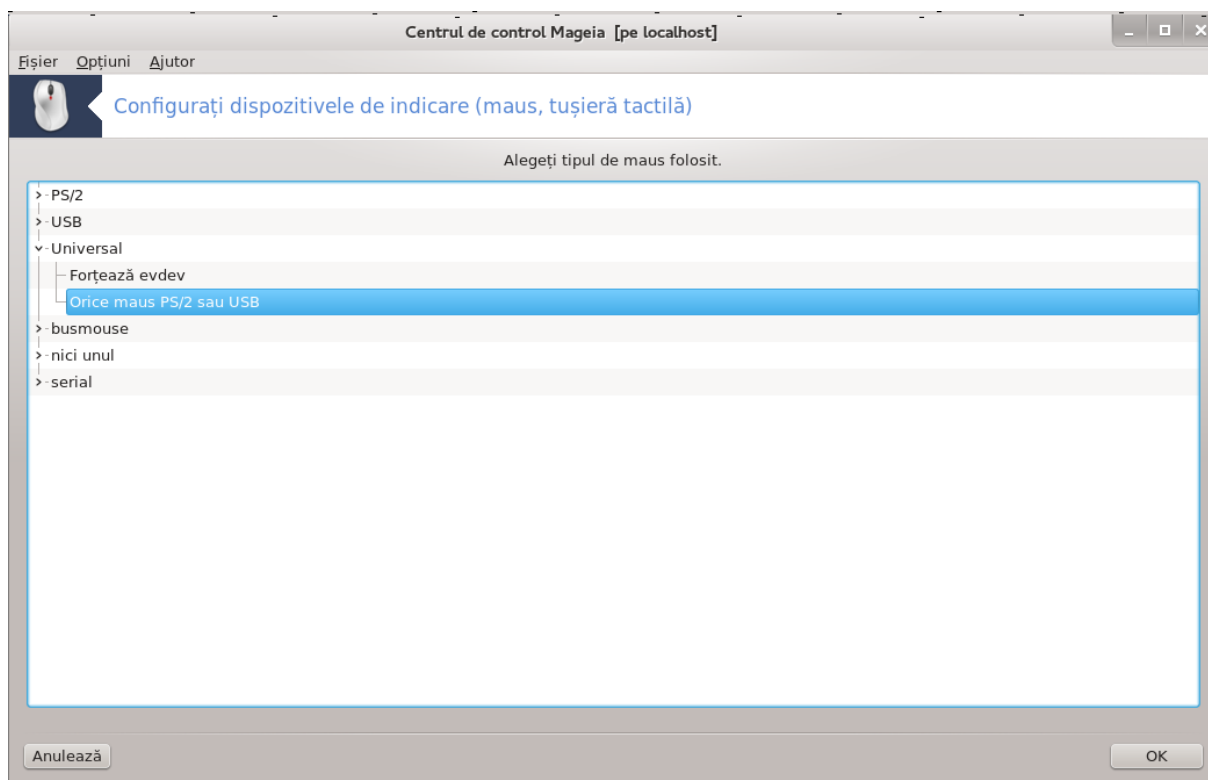 Centrul de control Mageia [pe localhost]
Fișier Opțiuni Ajutor
Configurați dispozitivele de indicare (maus, tușieră tactilă)
Alegeți tipul de maus folosit.
PS/2
USB
Universal
Forțează evdev
Orice maus PS/2 sau USB
busmouse
nici unul
serial
Anulează OK